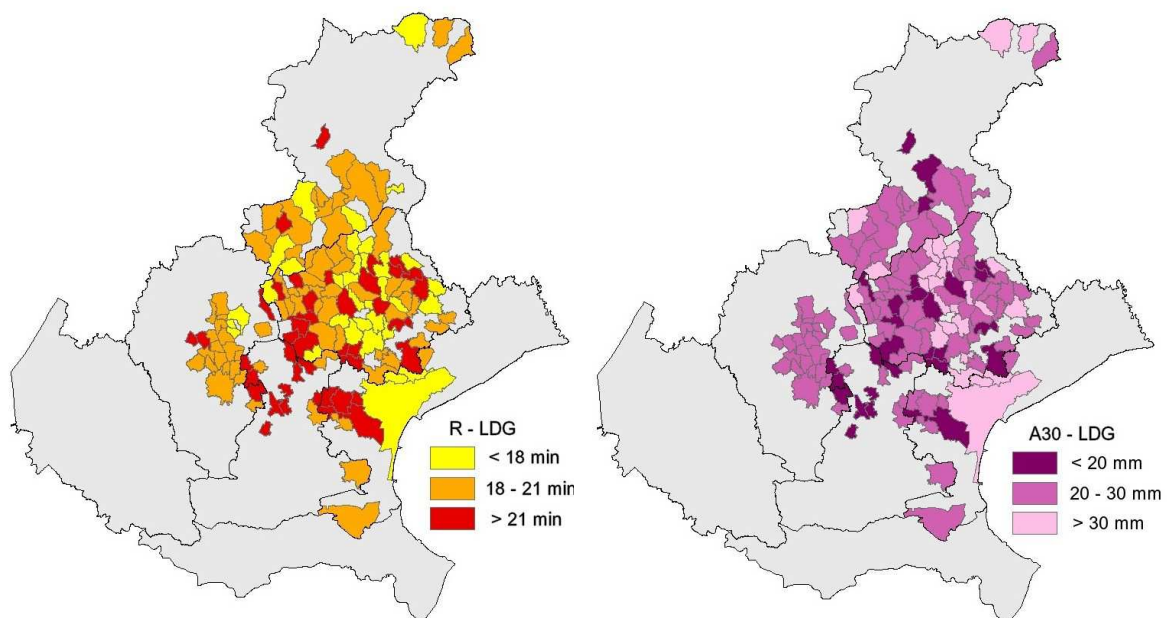 R - LDG
< 18 min
18 - 21 min
> 21 min
A30 - LDG
< 20 mm
20 - 30 mm
> 30 mm